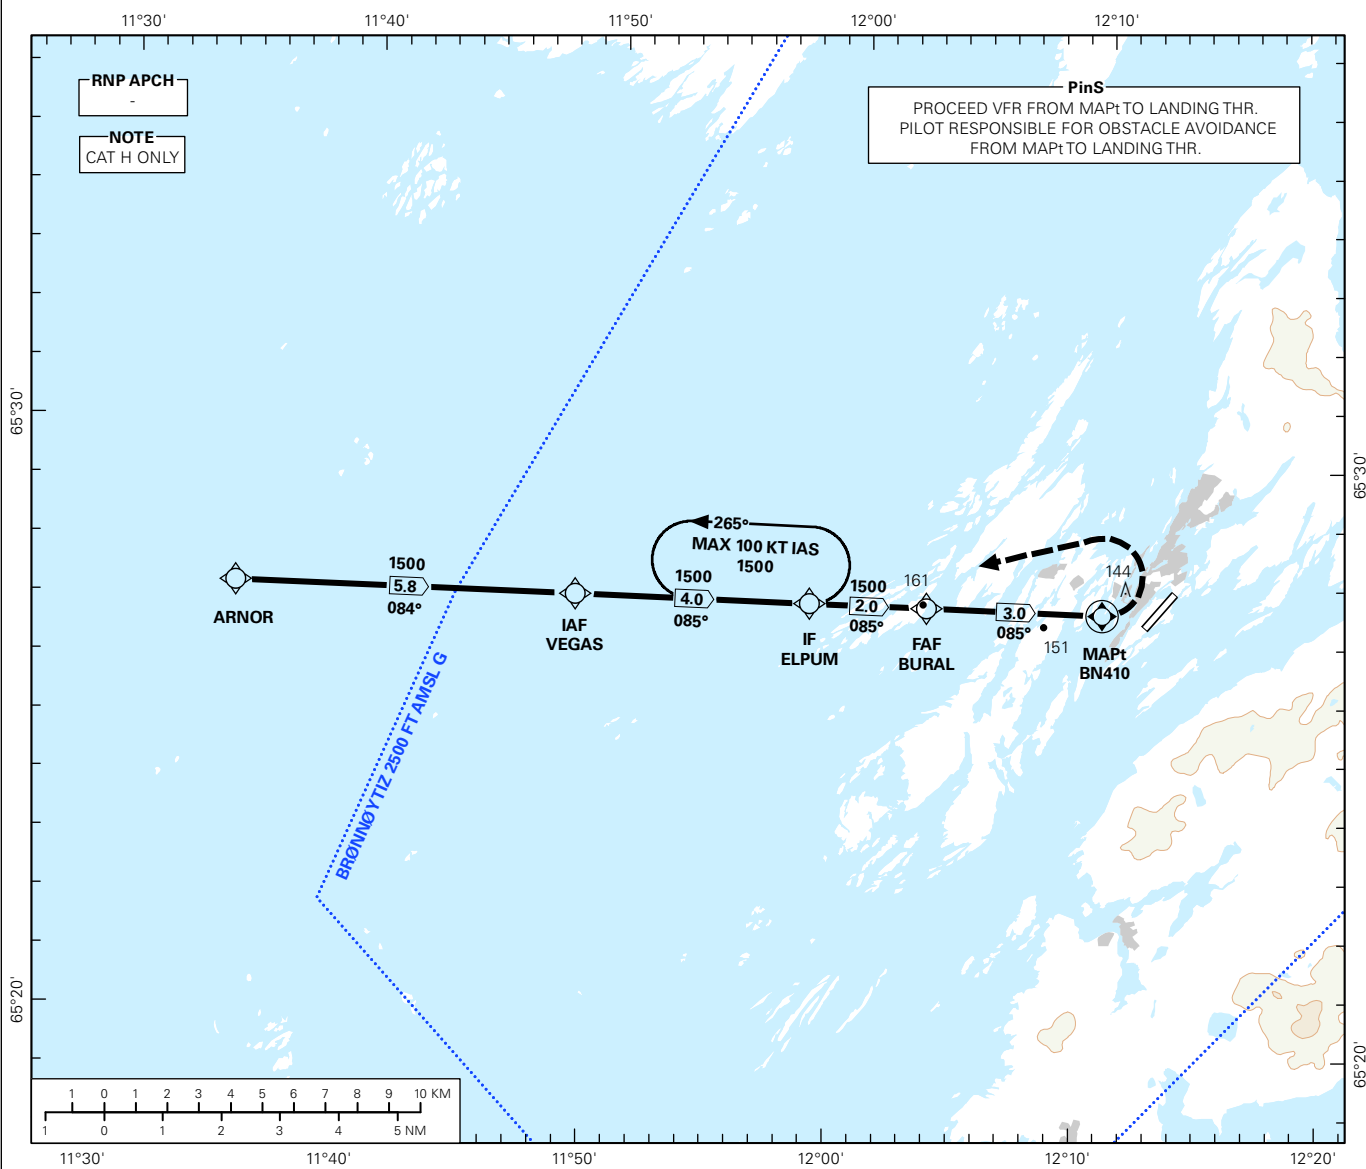 11°30'
11°40'
11°50'
12°00'
12°10'
RNP APCH
-
NOTE
CAT H ONLY
PinS
PROCEED VFR FROM MAPt TO LANDING THR.
PILOT RESPONSIBLE FOR OBSTACLE AVOIDANCE
FROM MAPt TO LANDING THR.
65°30'
65°30'
265°
MAX 100 KT IAS
1500
1500
5.8
084°
1500
4.0
085°
1500
2.0
085°
161
3.0
085°
151
144
ARNOR
IAF
VEGAS
IF
ELPUM
FAF
BURAL
MAPt
BN410
BRØNNØY TIZ 2500 FT AMSL G
65°20'
65°20'
1 0 1 2 3 4 5 6 7 8 9 10 KM
1 0 1 2 3 4 5 NM
11°30'
11°40'
11°50'
12°00'
12°10'
12°20'